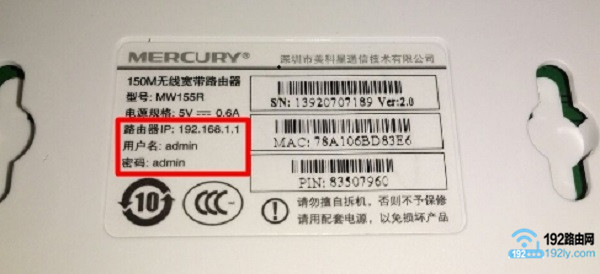 MERCURY® 深圳市美科星通信技术有限公司
150M无线宽带路由器
型号: MW155R
电源规格: 5V 0.6A
路由器IP: 192.168.1.1
用户名: admin
密码: admin
S/N: 13920707189 Ver:2.0
MAC: 78A106BD83E6
PIN: 83507960
10
CCC
请勿擅自拆机，否则不予保修
请用配套电源，以免损坏产品
192路由网
192ly.com